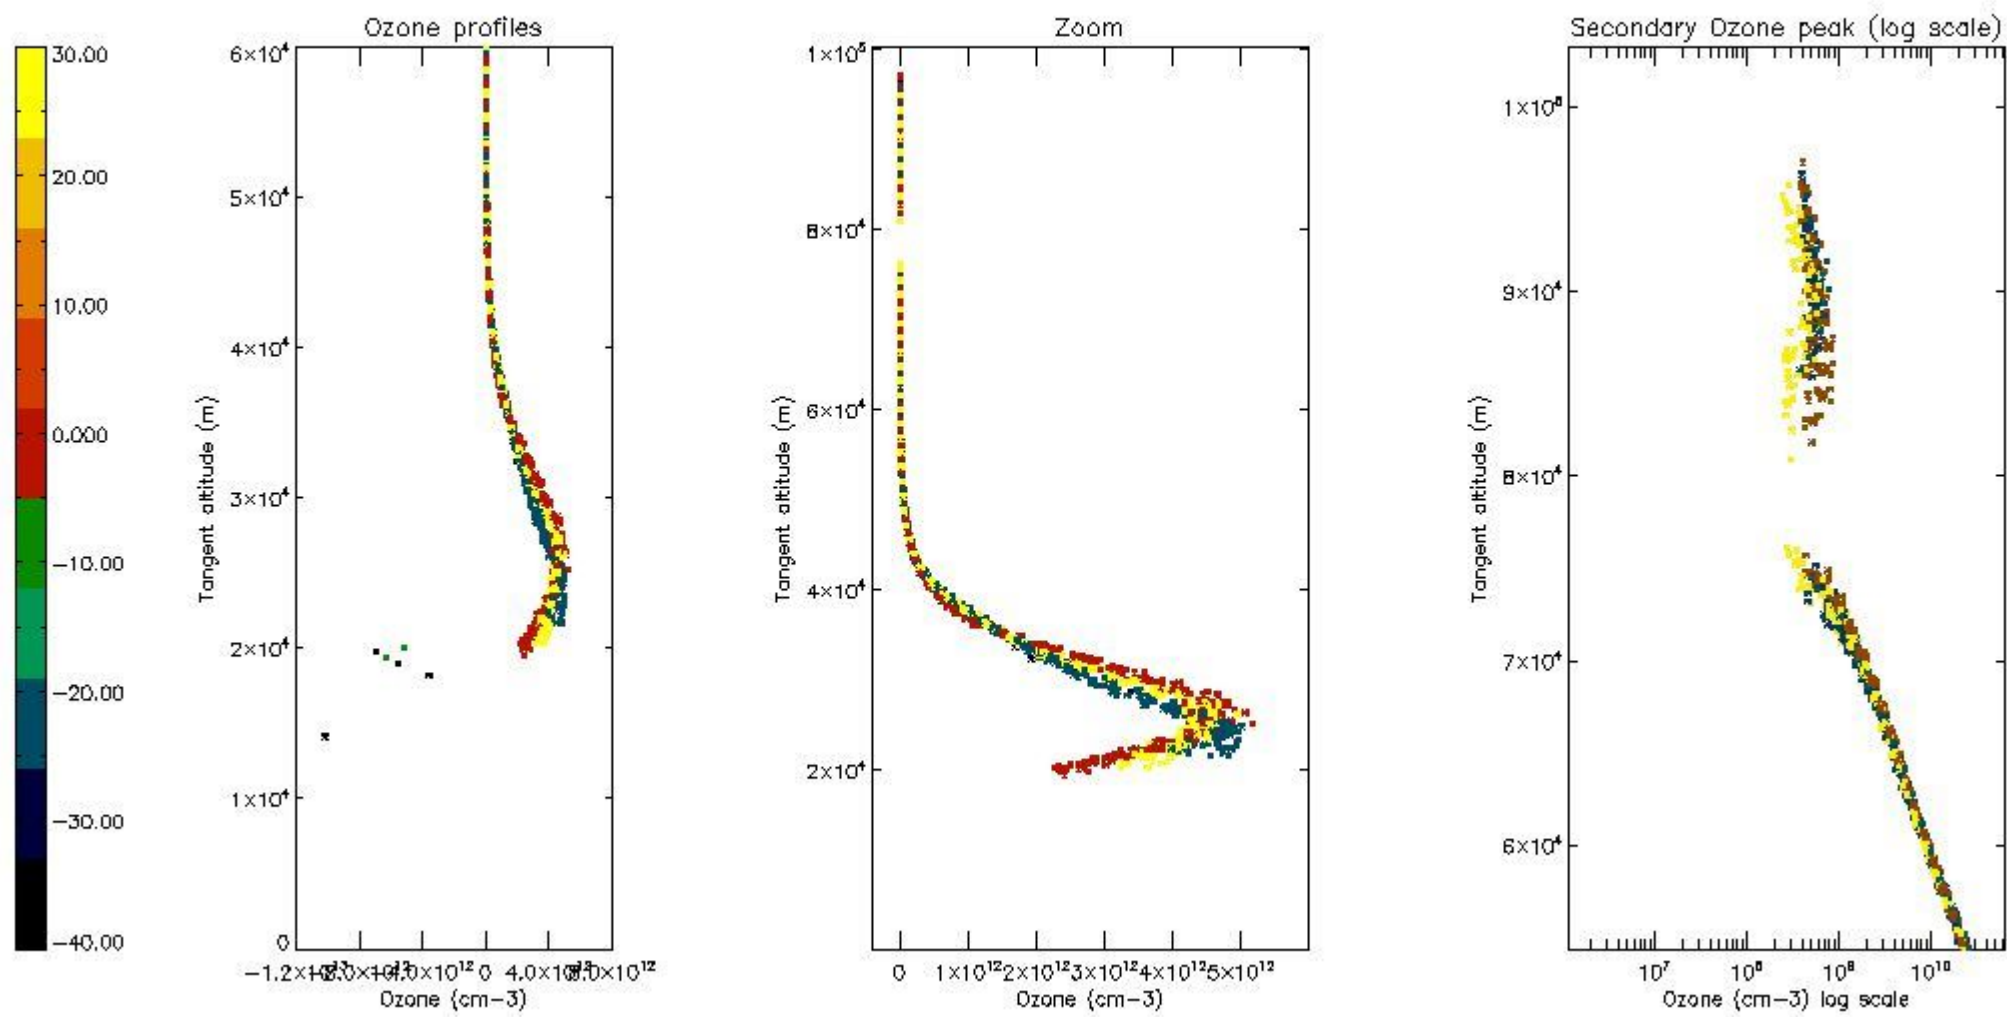 30.00
20.00
10.00
0.000
−10.00
−20.00
−30.00
−40.00
Ozone profiles
6×10⁴
5×10⁴
4×10⁴
3×10⁴
2×10⁴
1×10⁴
0
Tangent altitude (m)
0
Ozone (cm−3)
Zoom
1×10⁵
8×10⁴
6×10⁴
4×10⁴
2×10⁴
Tangent altitude (m)
0 1×10¹² 2×10¹² 3×10¹² 4×10¹² 5×10¹²
Ozone (cm−3)
Secondary Ozone peak (log scale)
9×10⁴
8×10⁴
7×10⁴
6×10⁴
Tangent altitude (m)
10⁷ 10⁸ 10⁹ 10¹⁰
Ozone (cm−3) log scale